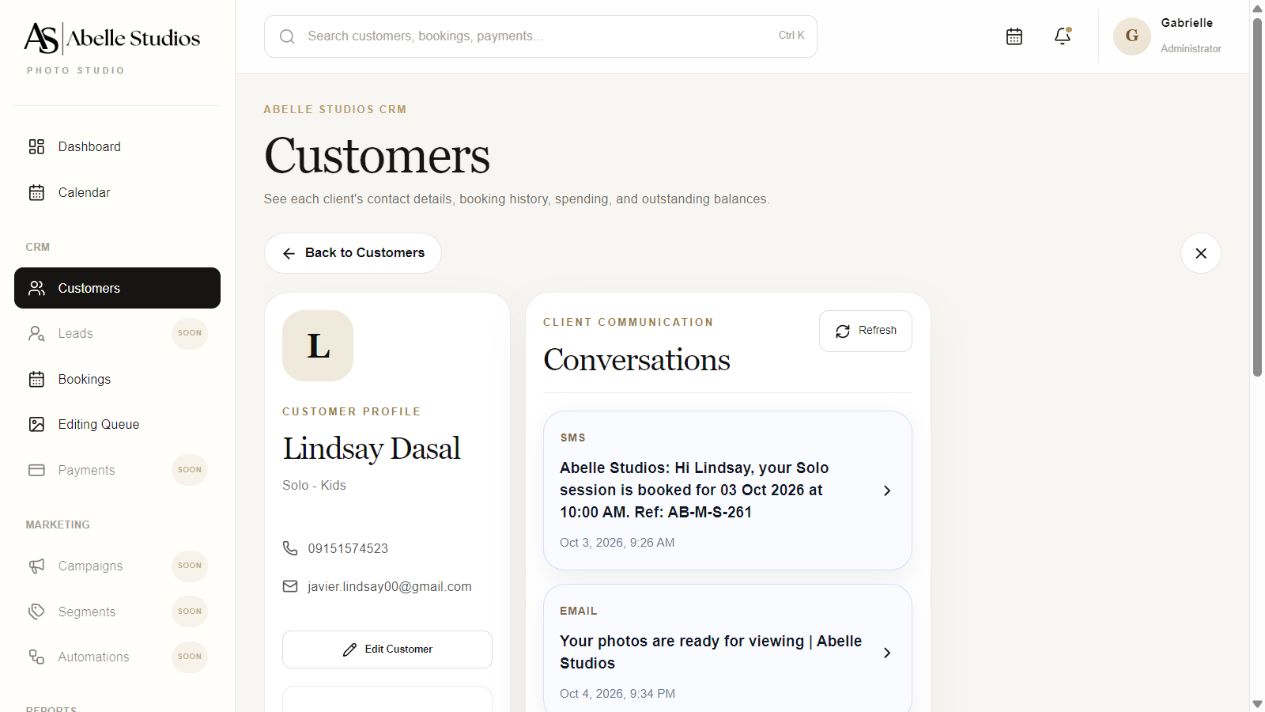 AS Abelle Studios
PHOTO STUDIO
Dashboard
Calendar
CRM
Customers
Leads SOON
Bookings
Editing Queue
Payments SOON
MARKETING
Campaigns SOON
Segments SOON
Automations SOON
REPORTS
Search customers, bookings, payments... Ctrl K
G
Gabrielle
Administrator
ABELLE STUDIOS CRM
Customers
See each client's contact details, booking history, spending, and outstanding balances.
Back to Customers
L
CUSTOMER PROFILE
Lindsay Dasal
Solo - Kids
09151574523
javier.lindsay00@gmail.com
Edit Customer
CLIENT COMMUNICATION
Conversations
Refresh
SMS
Abelle Studios: Hi Lindsay, your Solo
session is booked for 03 Oct 2026 at
10:00 AM. Ref: AB-M-S-261
Oct 3, 2026, 9:26 AM
EMAIL
Your photos are ready for viewing | Abelle
Studios
Oct 4, 2026, 9:34 PM